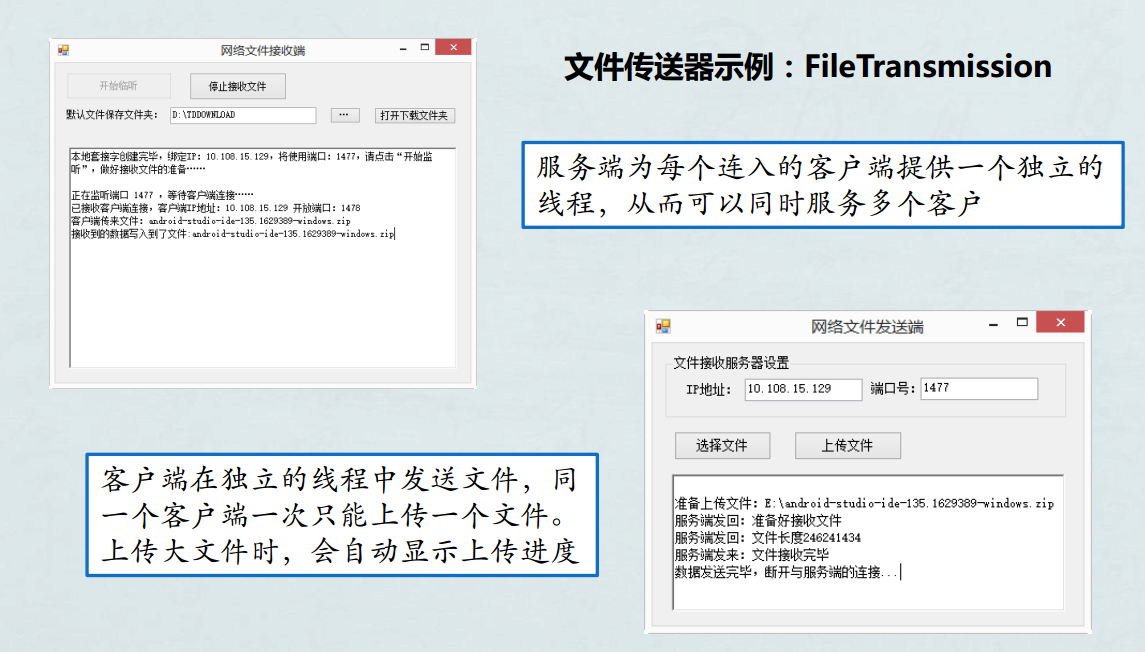 网络文件接收端
开始临听
停止接收文件
默认文件保存文件夹：
D:\TDDOWNLOAD
...
打开下载文件夹
本地套接字创建完毕，绑定IP：10.108.15.129，将使用端口：1477，请点击“开始监
听”，做好接收文件的准备……
正在监听端口 1477 ，等待客户端连接……
已接收客户端连接，客户端IP地址：10.108.15.129 开放端口：1478
客户端传来文件：android-studio-ide-135.1629389-windows.zip
接收到的数据写入到了文件:android-studio-ide-135.1629389-windows.zip
文件传送器示例：FileTransmission
服务端为每个连入的客户端提供一个独立的
线程，从而可以同时服务多个客户
客户端在独立的线程中发送文件，同
一个客户端一次只能上传一个文件。
上传大文件时，会自动显示上传进度
网络文件发送端
文件接收服务器设置
IP地址：
10.108.15.129
端口号：
1477
选择文件
上传文件
准备上传文件：E:\android-studio-ide-135.1629389-windows.zip
服务端发回：准备好接收文件
服务端发回：文件长度246241434
服务端发来：文件接收完毕
数据发送完毕，断开与服务端的连接...